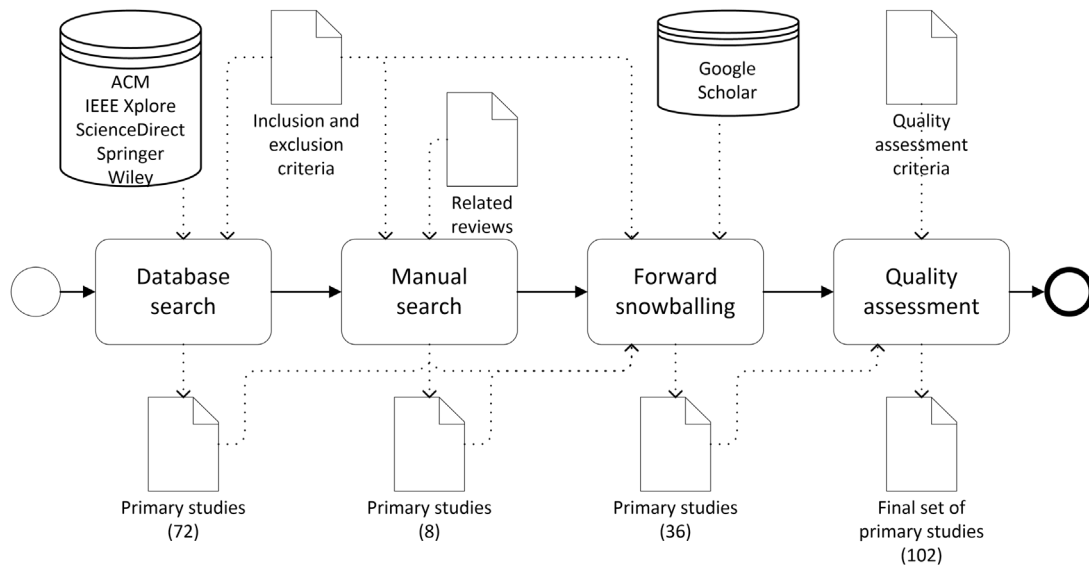 ACM
IEEE Xplore
ScienceDirect
Springer
Wiley
Inclusion and
exclusion
criteria
Related
reviews
Google
Scholar
Quality
assessment
criteria
Database
search
Manual
search
Forward
snowballing
Quality
assessment
Primary studies
(72)
Primary studies
(8)
Primary studies
(36)
Final set of
primary studies
(102)